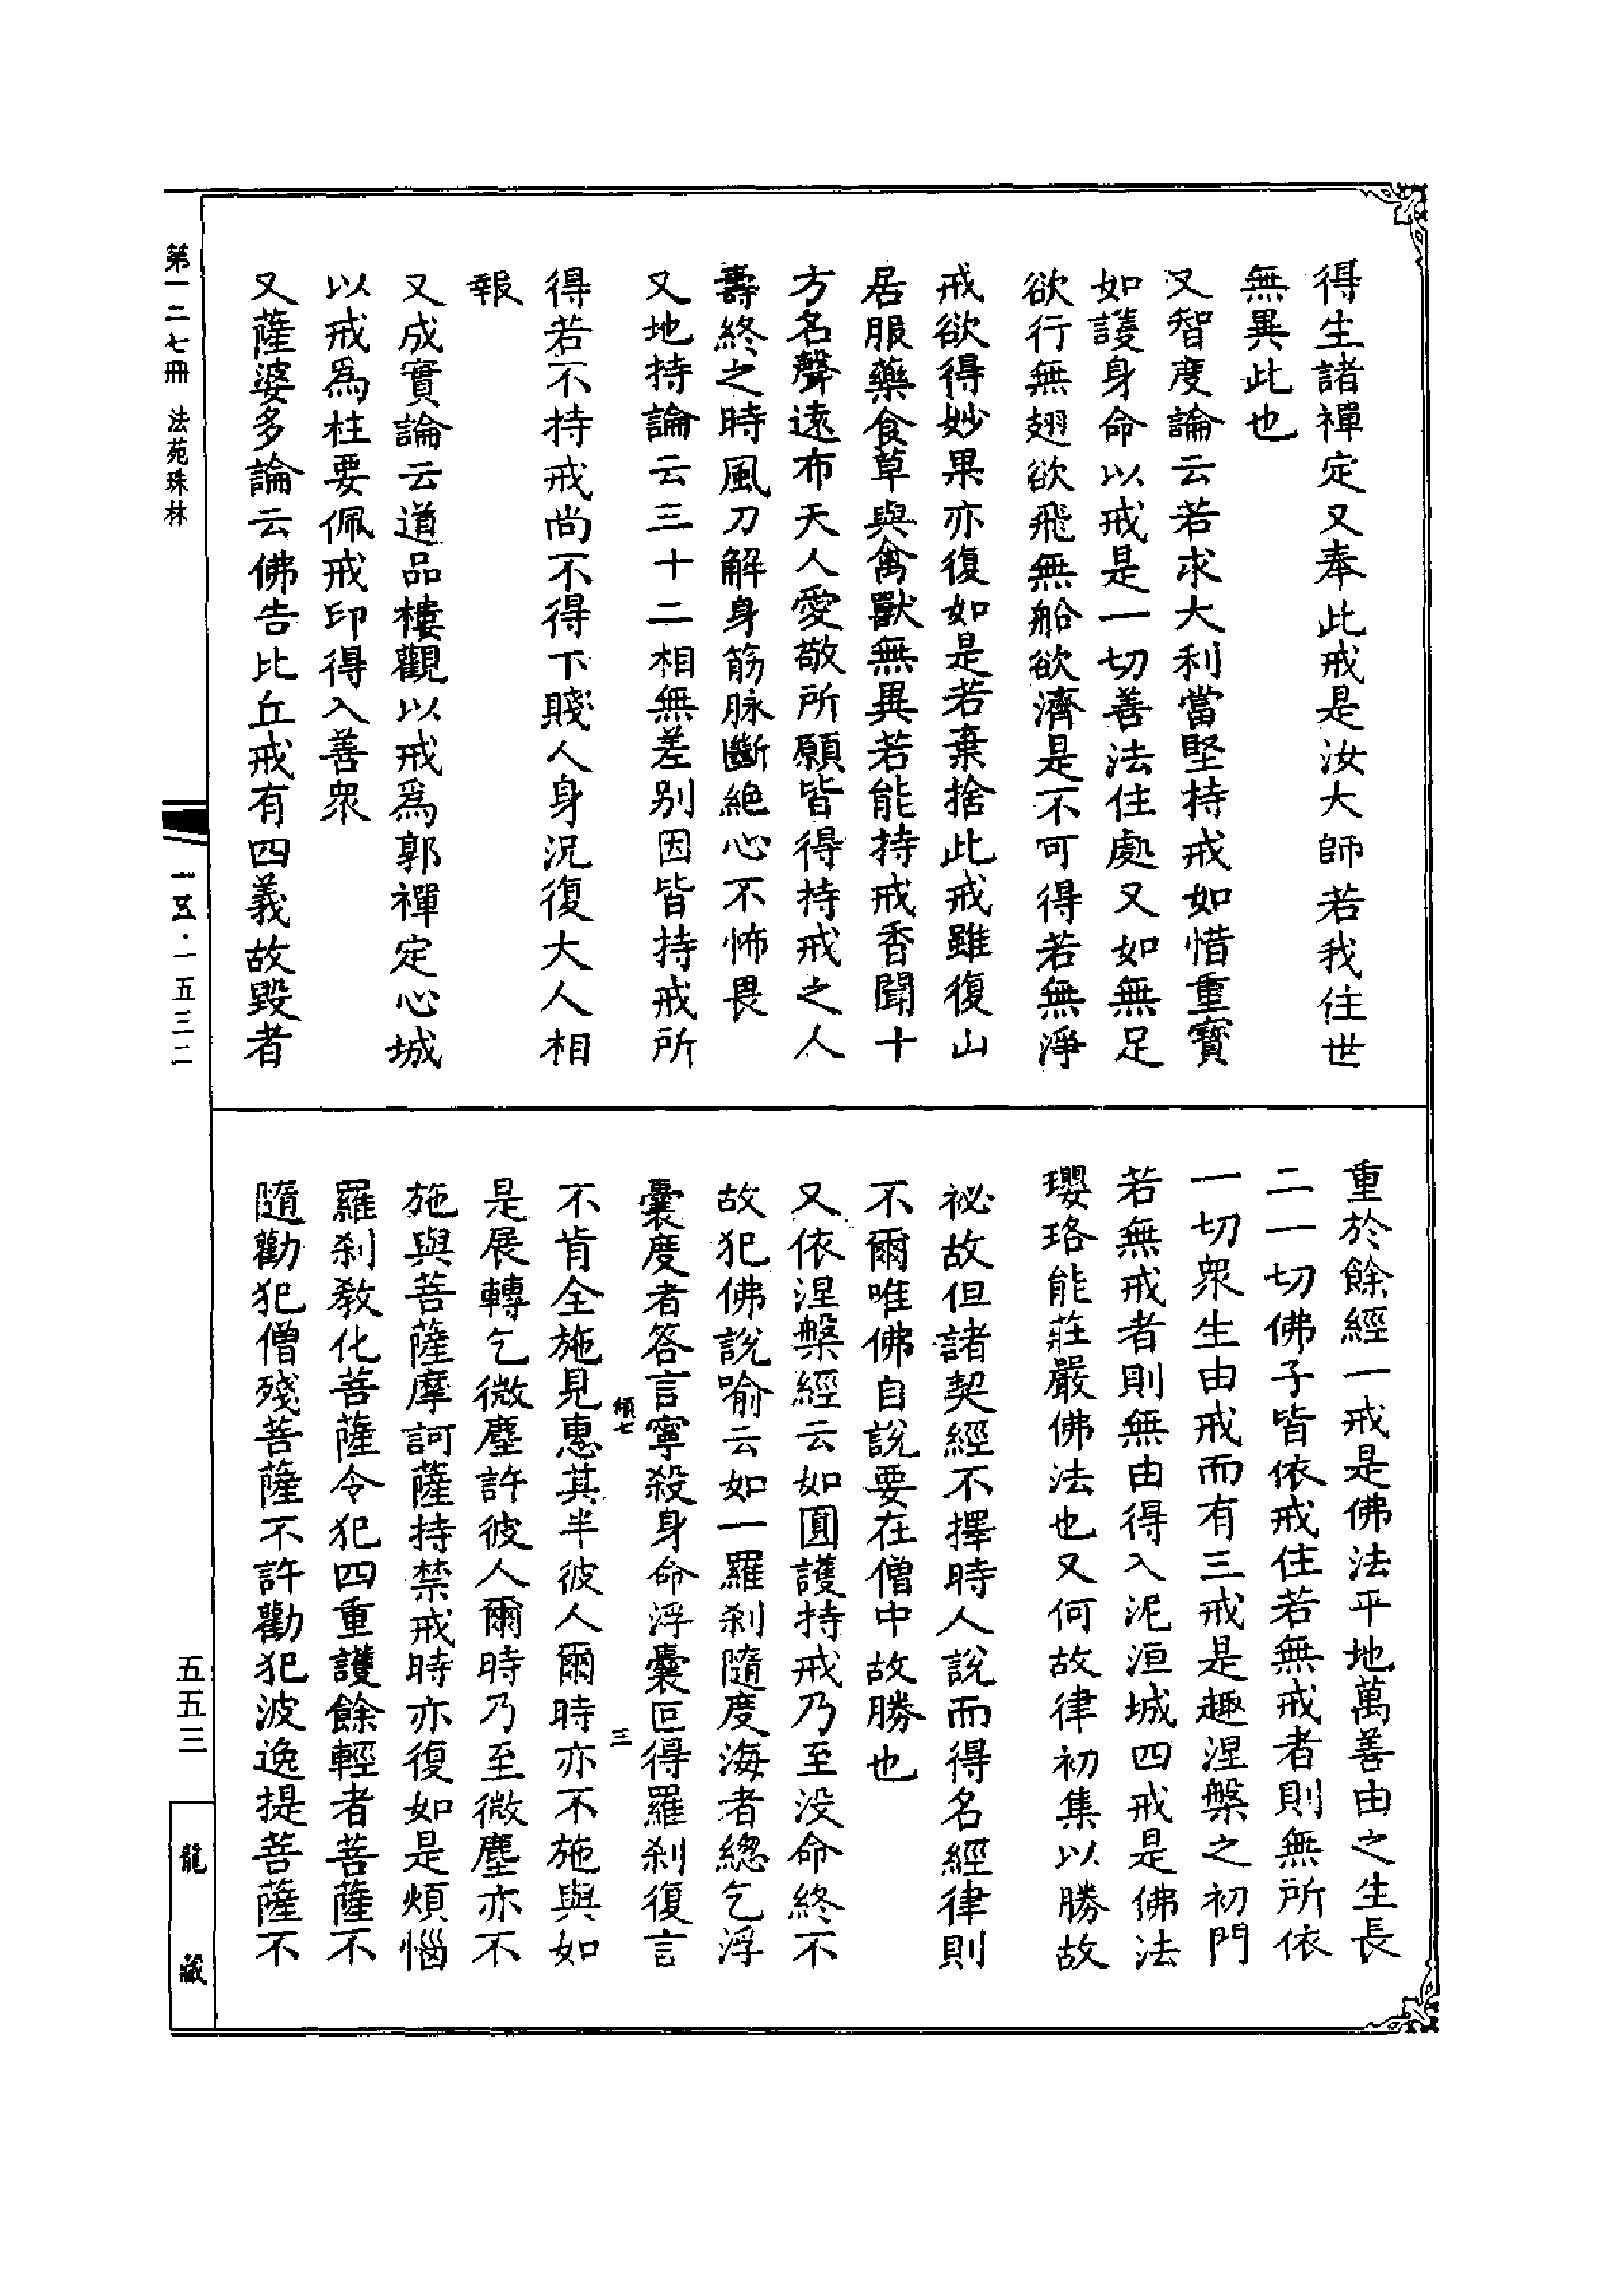 得生諸禪定又奉此戒是汝大師若我住世
無異此也
又智度論云若求大利當堅持戒如惜重寶
如護身命以戒是一切善法住處又如無足
欲行無翅欲飛無船欲濟是不可得若無淨
戒欲得妙果亦復如是若棄捨此戒雖復山
居服藥食草與禽獸無異若能持戒香聞十
方名聲遠布天人愛敬所願皆得持戒之人
壽終之時風刀解身筋脉斷絕心不怖畏
又地持論云三十二相無差別因皆持戒所
得若不持戒尚不得下賤人身況復大人相
報
又成實論云道品樓觀以戒爲郭禪定心城
以戒爲柱要佩戒印得入善衆
又薩婆多論云佛告比丘戒有四義故毀者
重於餘經一戒是佛法平地萬善由之生長
二一切佛子皆依戒住若無戒者則無所依
一切衆生由戒而有三戒是趣涅槃之初門
若無戒者則無由得入泥洹城四戒是佛法
瓔珞能莊嚴佛法也又何故律初集以勝故
祕故但諸契經不擇時人說而得名經律則
不爾唯佛自說要在僧中故勝也
又依涅槃經云如圓護持戒乃至没命終不
故犯佛說喻云如一羅刹隨度海者總乞浮
囊度者答言寧殺身命浮囊叵得羅刹復言
傾七
三
不肯全施見惠其半彼人爾時亦不施與如
是展轉乞微塵許彼人爾時乃至微塵亦不
施與菩薩摩訶薩持禁戒時亦復如是煩惱
羅刹教化菩薩令犯四重護餘輕者菩薩不
隨勸犯僧殘菩薩不許勸犯波逸提菩薩不
第一二七冊 法苑珠林
一五·一五三二
五五三
龍藏